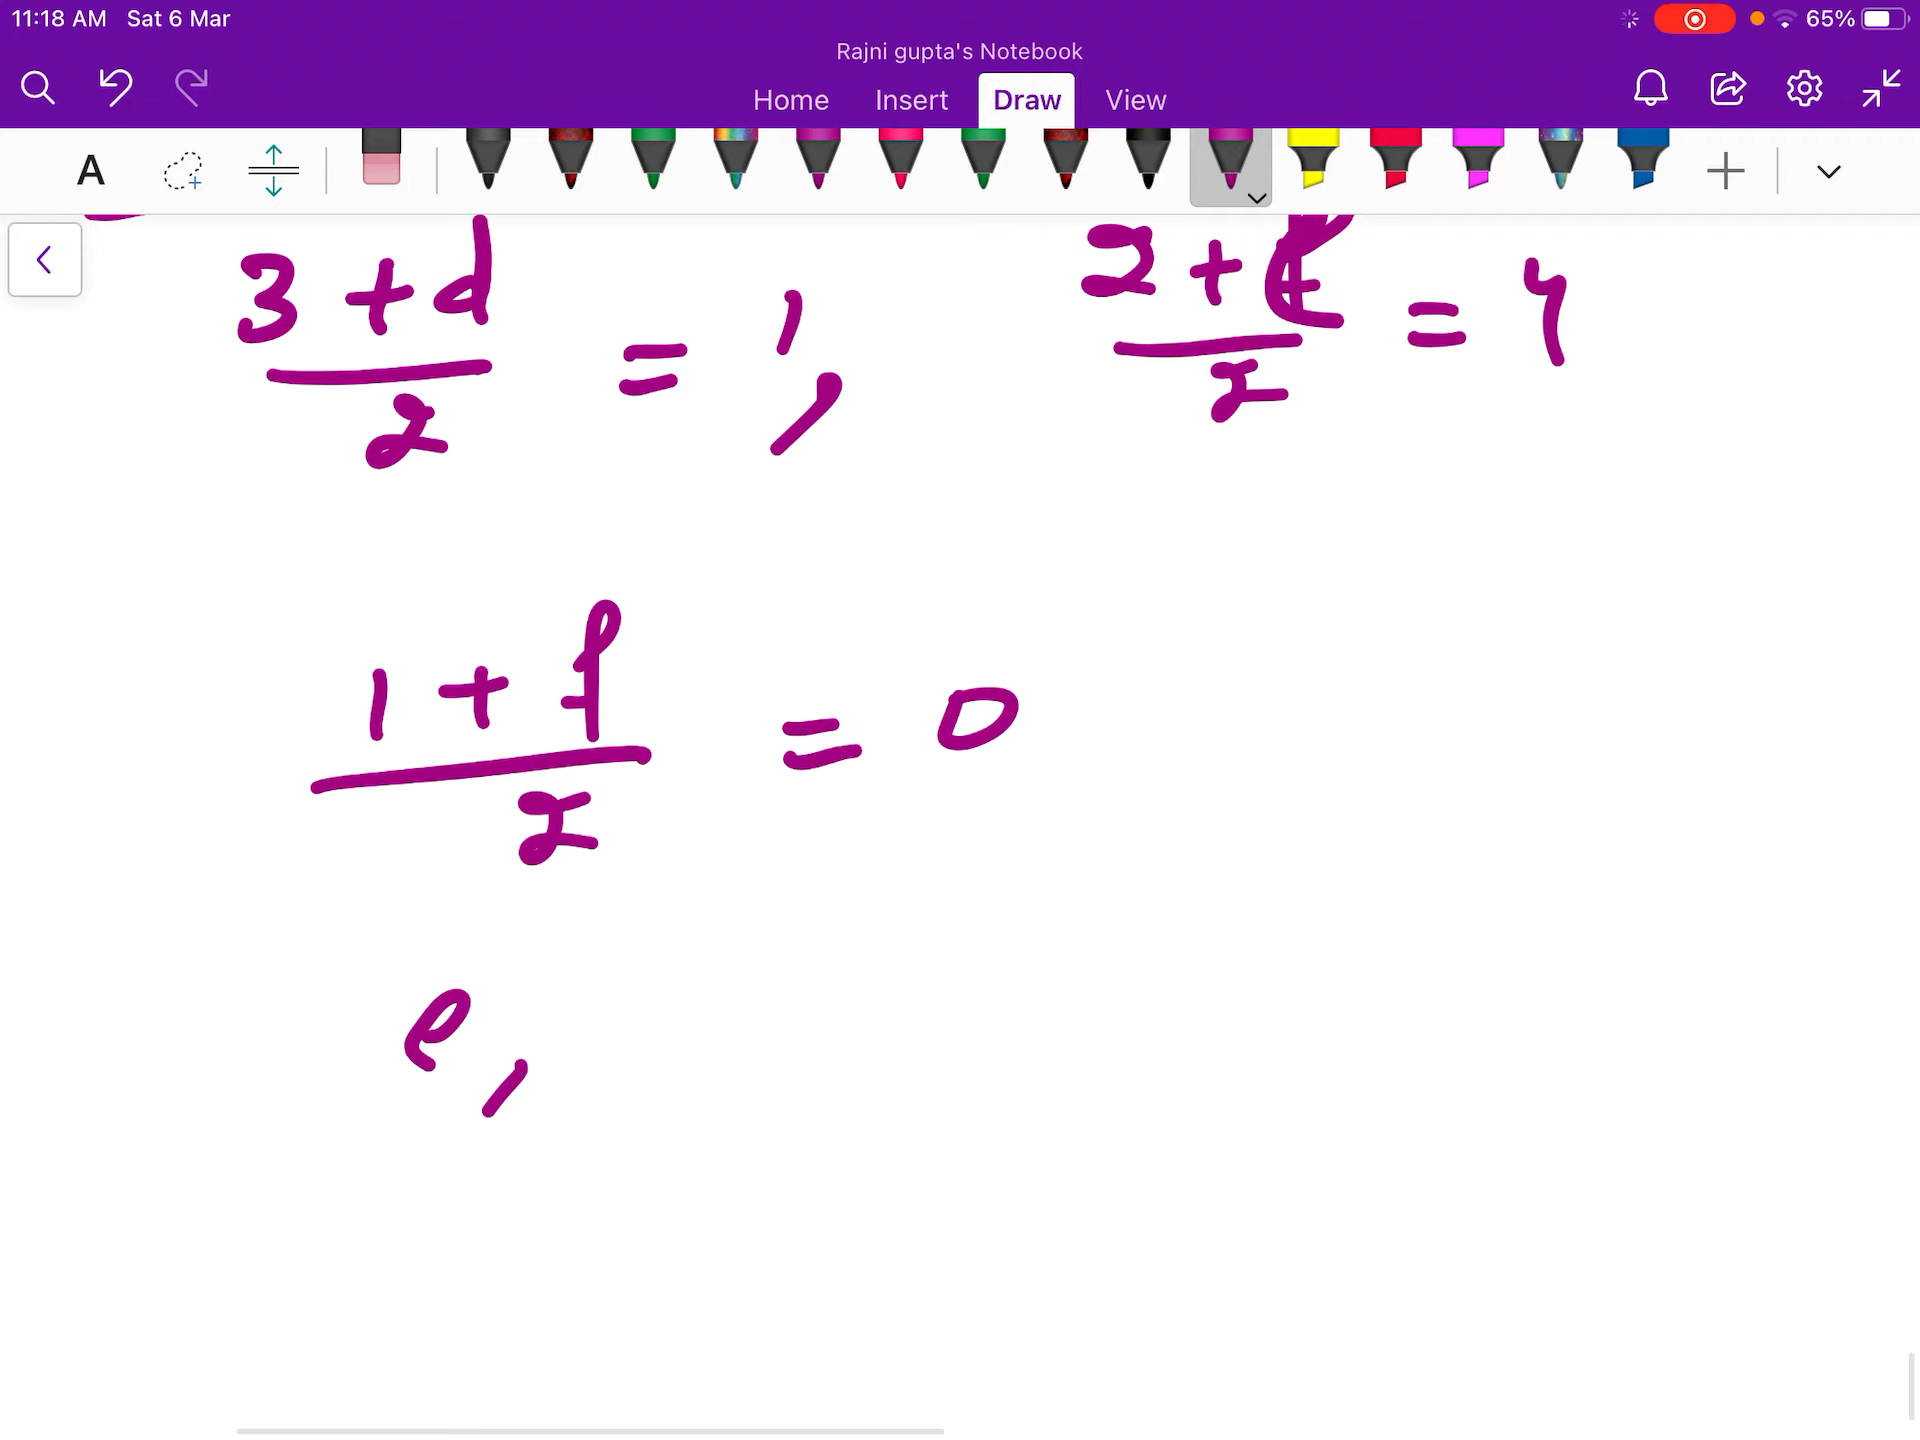 11:18 AM Sat 6 Mar 65%
Rajni gupta's Notebook
Home Insert Draw View
A
3 + d
2
= 1,
2 +
2
= 4
1 + f
2
= 0
e,